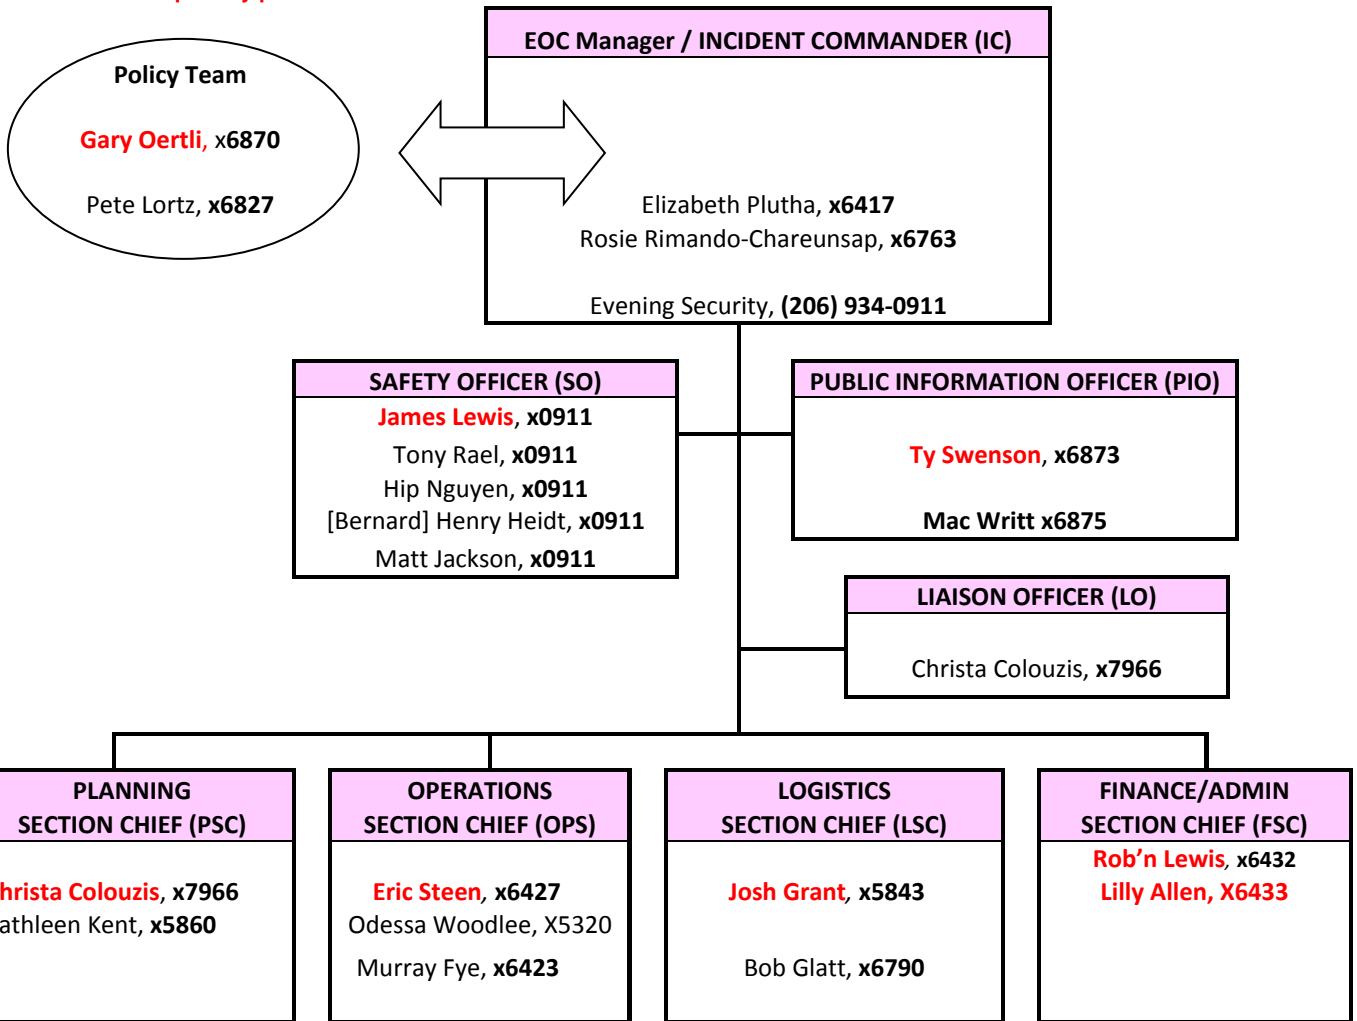 EOC Manager / INCIDENT COMMANDER (IC)
Policy Team
Gary Oertli, x6870
Pete Lortz, x6827
Elizabeth Plutha, x6417
Rosie Rimando-Chareunsap, x6763
Evening Security, (206) 934-0911
SAFETY OFFICER (SO)
James Lewis, x0911
Tony Rael, x0911
Hip Nguyen, x0911
[Bernard] Henry Heidt, x0911
Matt Jackson, x0911
PUBLIC INFORMATION OFFICER (PIO)
Ty Swenson, x6873
Mac Writt x6875
LIAISON OFFICER (LO)
Christa Colouzis, x7966
PLANNING
SECTION CHIEF (PSC)
hrista Colouzis, x7966
athleen Kent, x5860
OPERATIONS
SECTION CHIEF (OPS)
Eric Steen, x6427
Odessa Woodlee, X5320
Murray Fye, x6423
LOGISTICS
SECTION CHIEF (LSC)
Josh Grant, x5843
Bob Glatt, x6790
FINANCE/ADMIN
SECTION CHIEF (FSC)
Rob’n Lewis, x6432
Lilly Allen, X6433